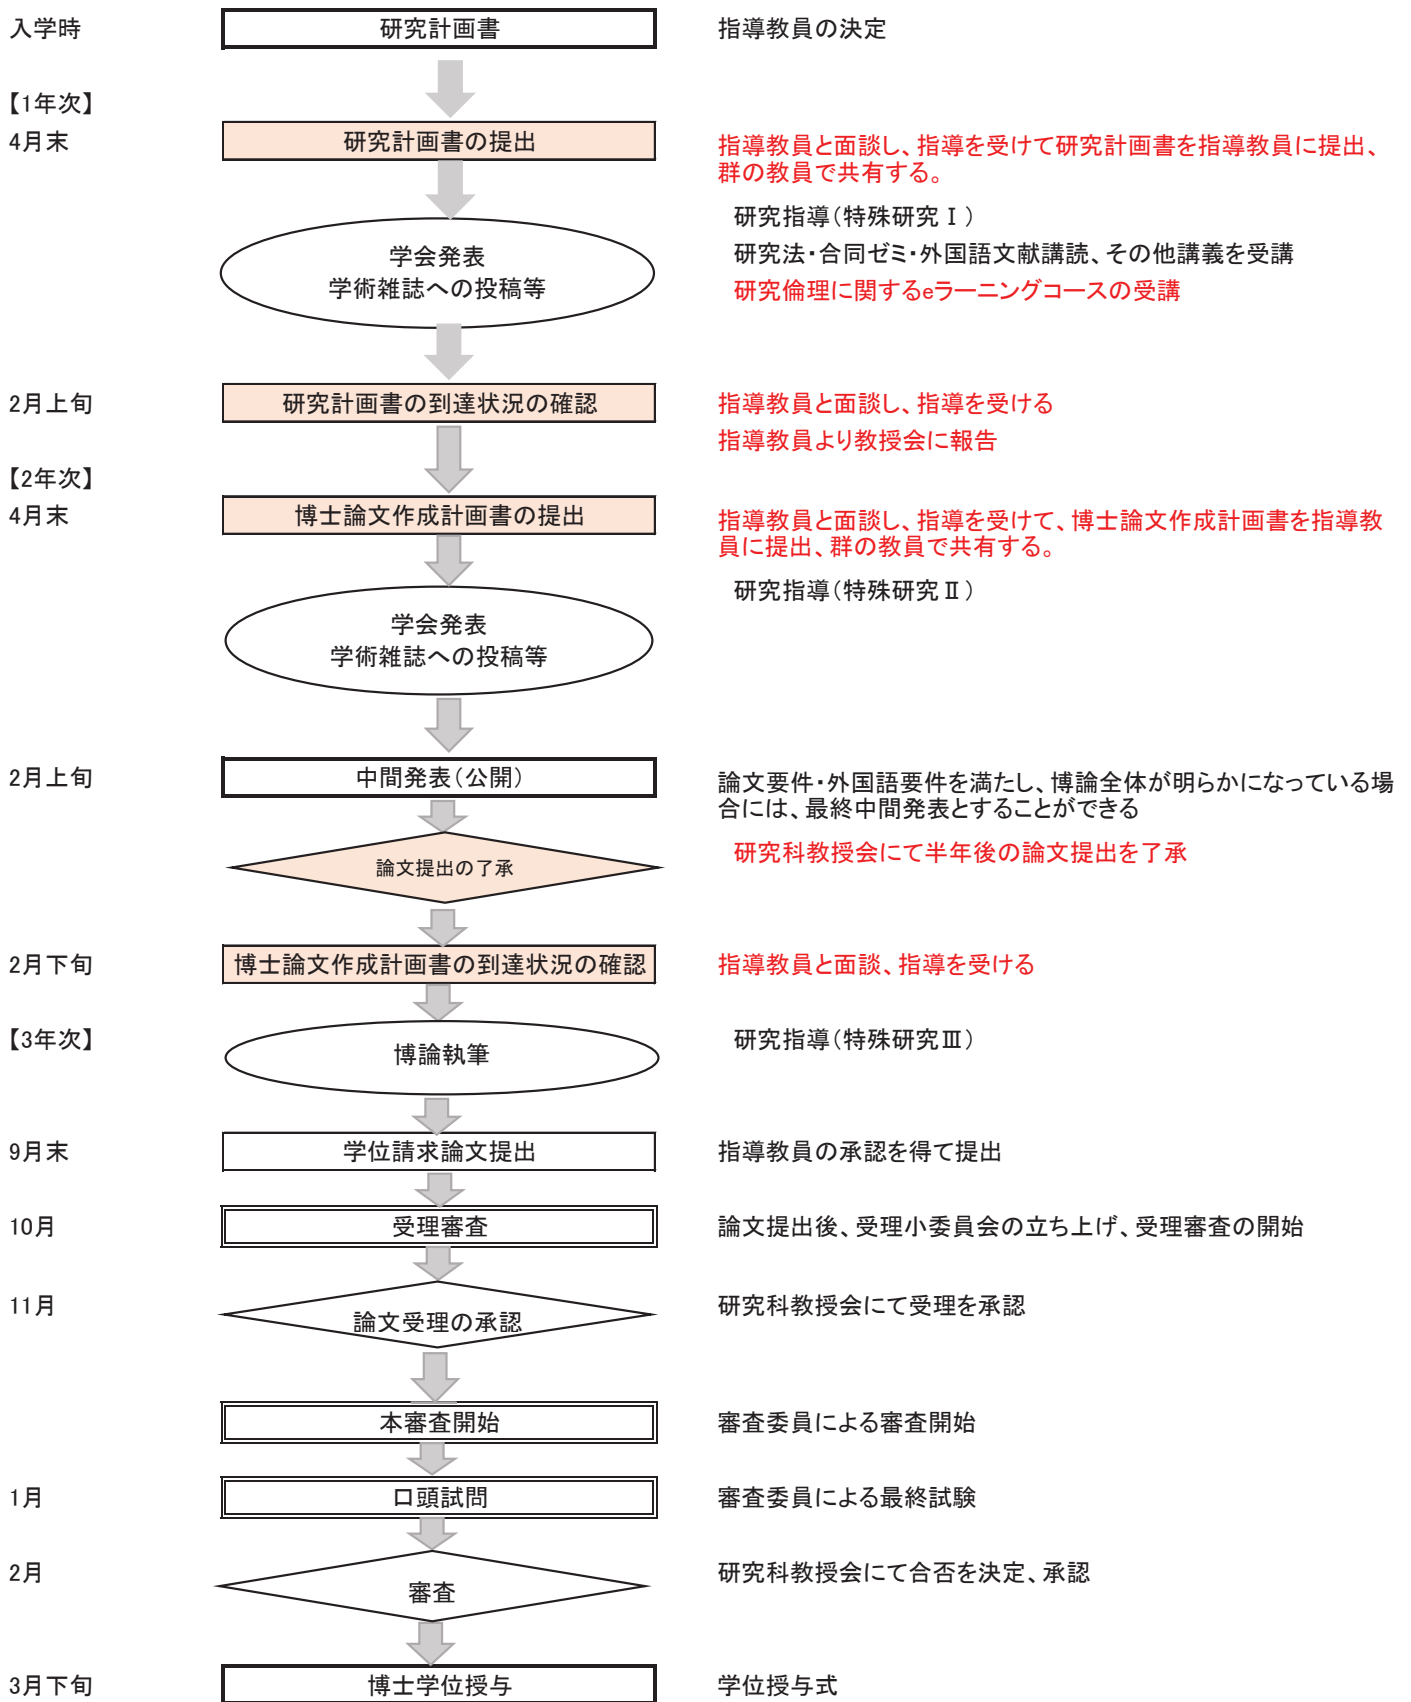 入学時
研究計画書
指導教員の決定
【1年次】
4月末
研究計画書の提出
指導教員と面談し、指導を受けて研究計画書を指導教員に提出、
群の教員で共有する。
研究指導(特殊研究Ⅰ)
学会発表
学術雑誌への投稿等
研究法・合同ゼミ・外国語文献講読、その他講義を受講
研究倫理に関するeラーニングコースの受講
2月上旬
研究計画書の到達状況の確認
指導教員と面談し、指導を受ける
指導教員より教授会に報告
【2年次】
4月末
博士論文作成計画書の提出
指導教員と面談し、指導を受けて、博士論文作成計画書を指導教
員に提出、群の教員で共有する。
研究指導(特殊研究Ⅱ)
学会発表
学術雑誌への投稿等
2月上旬
中間発表(公開)
論文要件・外国語要件を満たし、博論全体が明らかになっている場
合には、最終中間発表とすることができる
論文提出の了承
研究科教授会にて半年後の論文提出を了承
2月下旬
博士論文作成計画書の到達状況の確認
指導教員と面談、指導を受ける
【3年次】
博論執筆
研究指導(特殊研究Ⅲ)
9月末
学位請求論文提出
指導教員の承認を得て提出
10月
受理審査
論文提出後、受理小委員会の立ち上げ、受理審査の開始
11月
論文受理の承認
研究科教授会にて受理を承認
本審査開始
審査委員による審査開始
1月
口頭試問
審査委員による最終試験
2月
審査
研究科教授会にて合否を決定、承認
3月下旬
博士学位授与
学位授与式